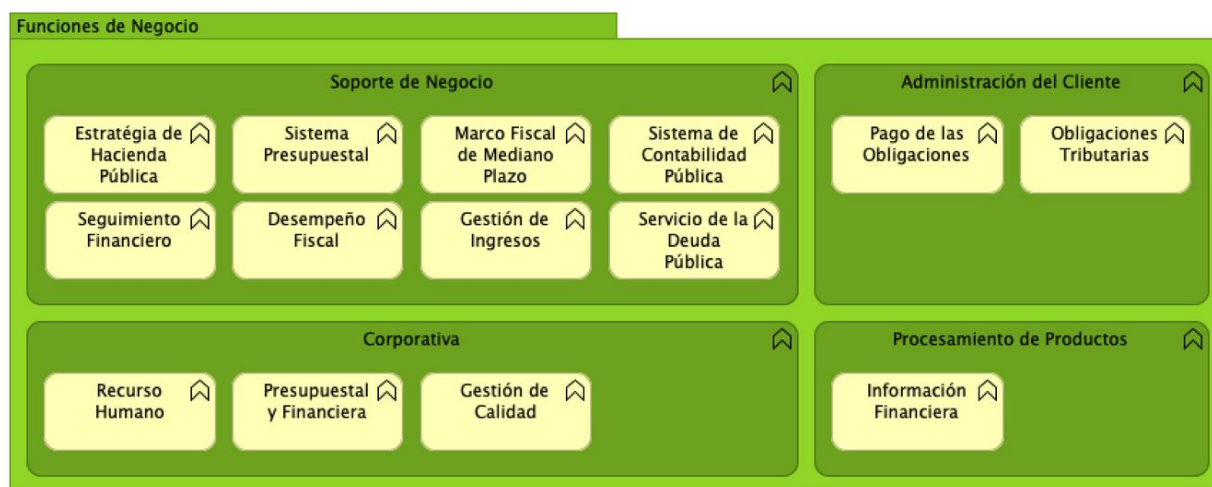 Funciones de Negocio
Soporte de Negocio
Estratégia de
Hacienda
Pública
Sistema
Presupuestal
Marco Fiscal
de Mediano
Plazo
Sistema de
Contabilidad
Pública
Seguimiento
Financiero
Desempeño
Fiscal
Gestión de
Ingresos
Servicio de la
Deuda
Pública
Administración del Cliente
Pago de las
Obligaciones
Obligaciones
Tributarias
Corporativa
Recurso
Humano
Presupuestal
y Financiera
Gestión de
Calidad
Procesamiento de Productos
Información
Financiera